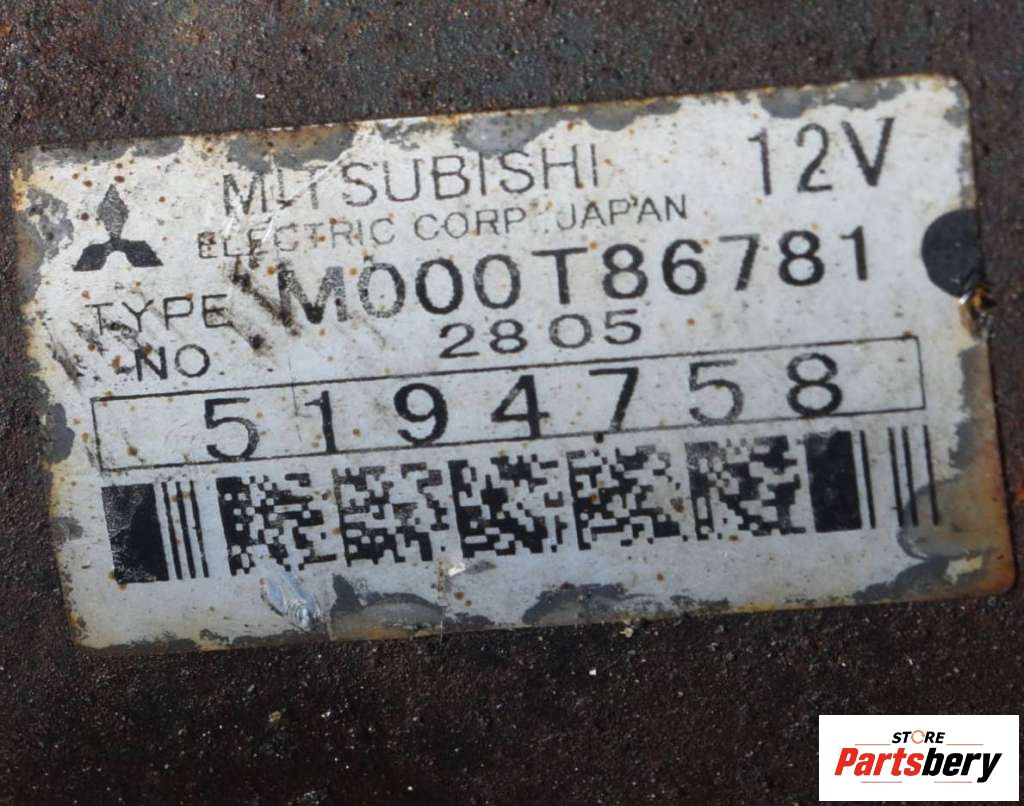 MITSUBISHI 12V
ELECTRIC CORP. JAPAN
TYPE M000T86781
NO 2805
5194758
STORE
Partsbery